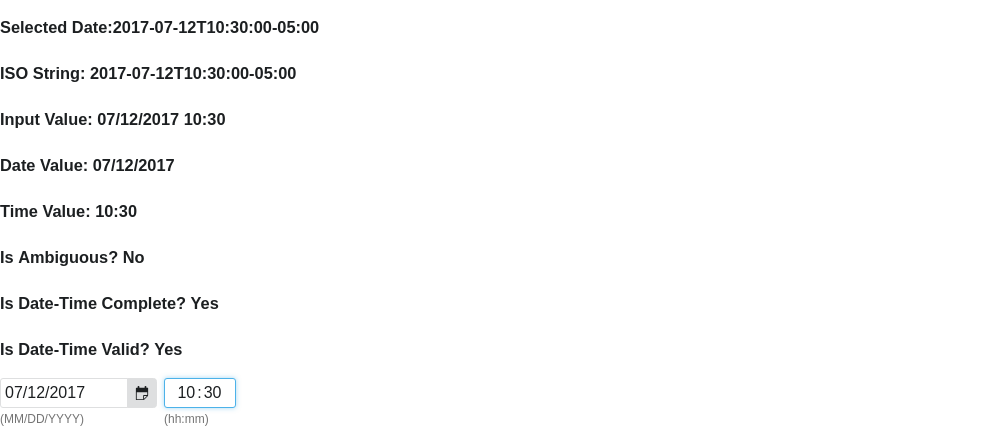 Selected Date:2017-07-12T10:30:00-05:00
ISO String: 2017-07-12T10:30:00-05:00
Input Value: 07/12/2017 10:30
Date Value: 07/12/2017
Time Value: 10:30
Is Ambiguous? No
Is Date-Time Complete? Yes
Is Date-Time Valid? Yes
07/12/2017 10:30
(MM/DD/YYYY) (hh:mm)